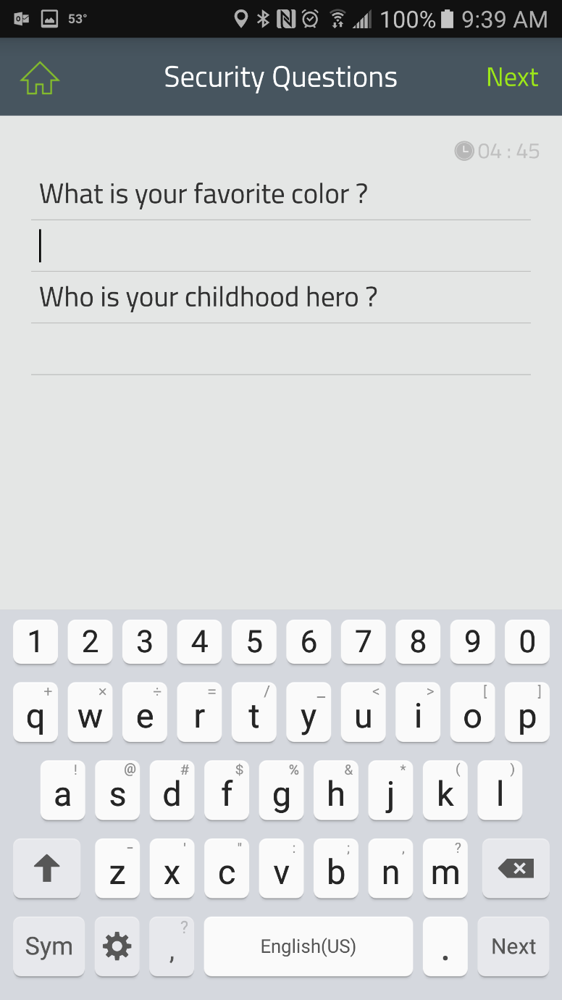 53° 100% 9:39 AM
Security Questions Next
04 : 45
What is your favorite color ?
Who is your childhood hero ?
1 2 3 4 5 6 7 8 9 0
+ × ÷ = / _ < > [ ]
q w e r t y u i o p
! @ # $ % & * ( )
a s d f g h j k l
- ' " : ; , ?
z x c v b n m
?
Sym , English(US) . Next